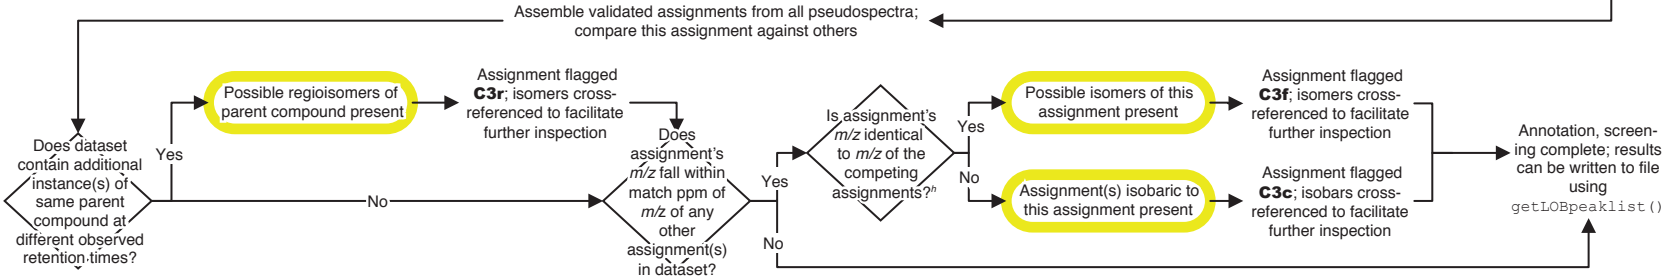 Assemble validated assignments from all pseudospectra;
compare this assignment against others
Does dataset
contain additional
instance(s) of
same parent
compound at
different observed
retention times?
Yes
No
Possible regioisomers of
parent compound present
Assignment flagged
C3r; isomers cross-
referenced to facilitate
further inspection
Does
assignment's
m/z fall within
match ppm of
m/z of any
other
assignment(s)
in dataset?
Yes
No
Is assignment's
m/z identical
to m/z of the
competing
assignments?h
Yes
No
Possible isomers of this
assignment present
Assignment flagged
C3f; isomers cross-
referenced to facilitate
further inspection
Assignment(s) isobaric to
this assignment present
Assignment flagged
C3c; isobars cross-
referenced to facilitate
further inspection
Annotation, screen-
ing complete; results
can be written to file
using
getLOBpeaklist()